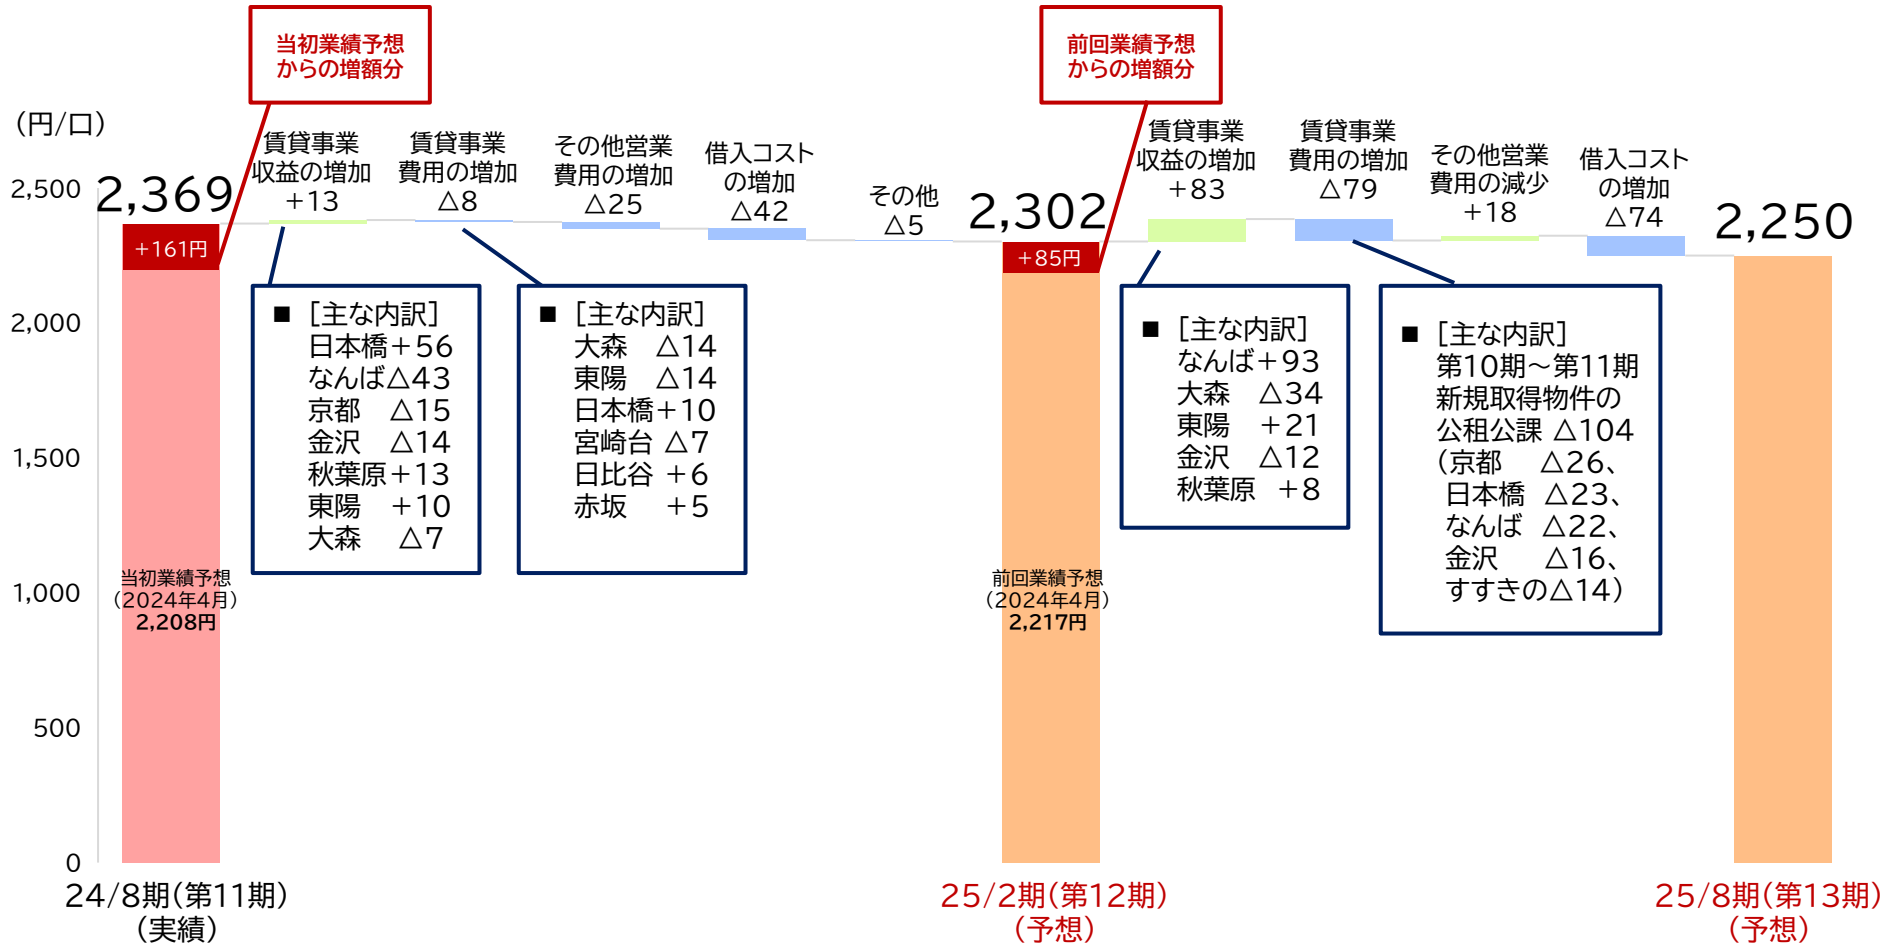 当初業績予想
からの増額分
前回業績予想
からの増額分
（円/口）
2,500
2,000
1,500
1,000
500
0
2,369
+161円
当初業績予想
（2024年4月）
2,208円
賃貸事業
収益の増加
+13
賃貸事業
費用の増加
△8
その他営業
費用の増加
△25
借入コスト
の増加
△42
その他
△5
2,302
+85円
前回業績予想
（2024年4月）
2,217円
賃貸事業
収益の増加
+83
賃貸事業
費用の増加
△79
その他営業
費用の減少
+18
借入コスト
の増加
△74
2,250
■ ［主な内訳］
日本橋+56
なんば△43
京都 △15
金沢 △14
秋葉原+13
東陽 +10
大森 △7
■ ［主な内訳］
大森 △14
東陽 △14
日本橋+10
宮崎台 △7
日比谷 +6
赤坂 +5
■ ［主な内訳］
なんば+93
大森 △34
東陽 +21
金沢 △12
秋葉原 +8
■ ［主な内訳］
第10期～第11期
新規取得物件の
公租公課 △104
（京都 △26、
日本橋 △23、
なんば △22、
金沢 △16、
すすきの△14）
24/8期（第11期）
（実績）
25/2期（第12期）
（予想）
25/8期（第13期）
（予想）